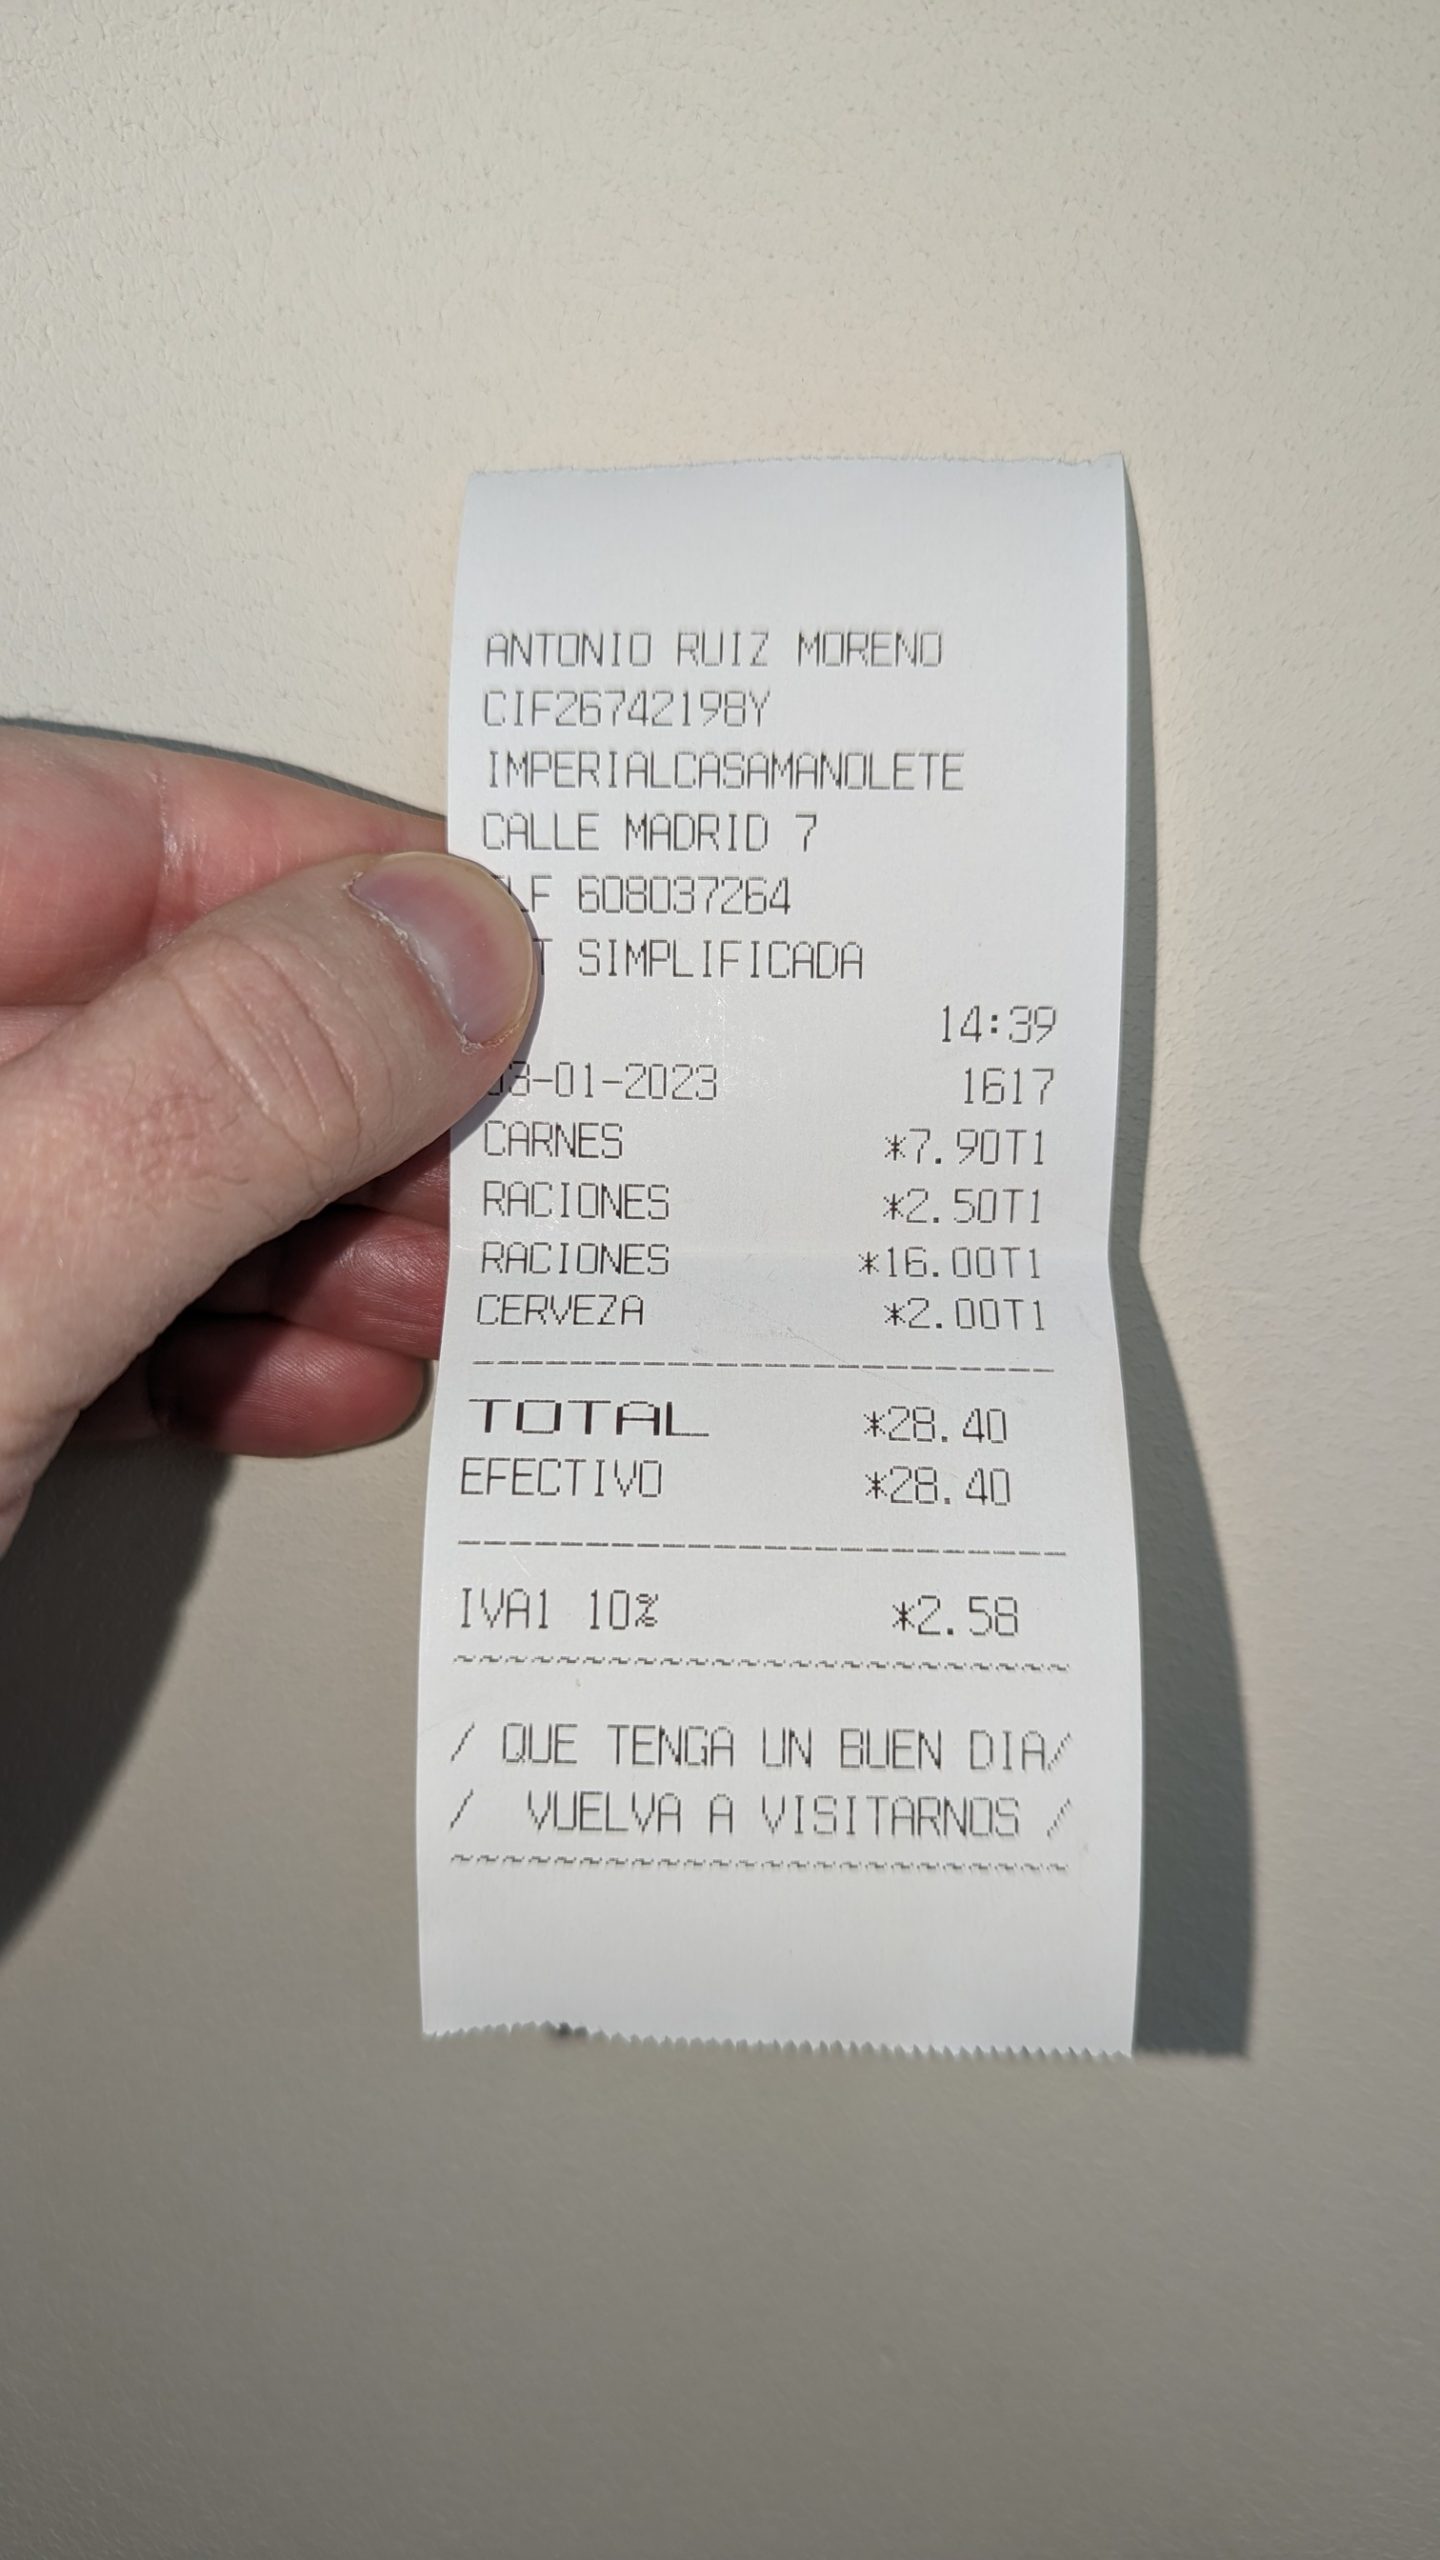 ANTONIO RUIZ MORENO
CIF26742198Y
IMPERIALCASAMANOLETE
CALLE MADRID 7
608037264
SIMPLIFICADA
14:39
03-01-2023 1617
CARNES *7.90T1
RACIONES *2.50T1
RACIONES *16.00T1
CERVEZA *2.00T1
TOTAL *28.40
EFECTIVO *28.40
IVA1 10% *2.58
/ QUE TENGA UN BUEN DIA/
/ VUELVA A VISITARNOS /